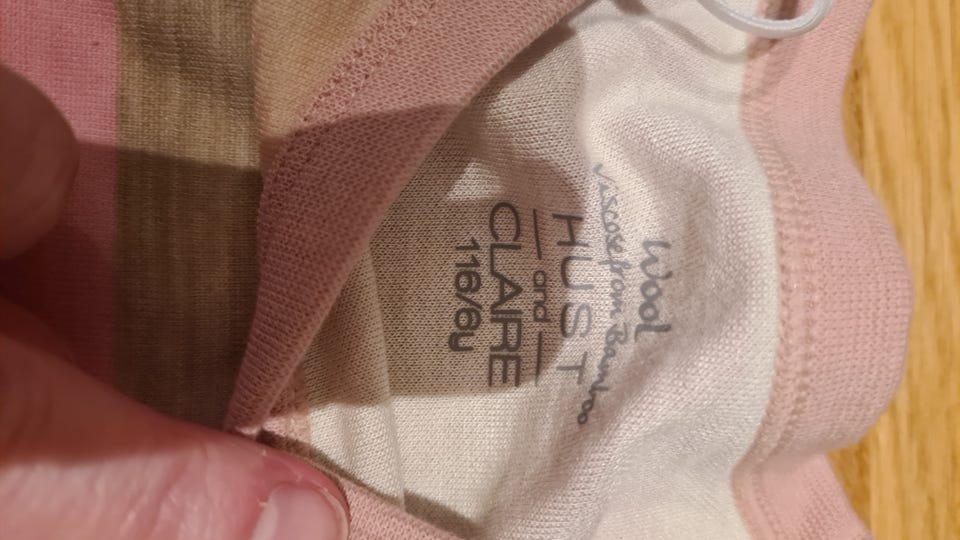 Wool
Viscose from Bamboo
HUST
and
CLAIRE
116/6y